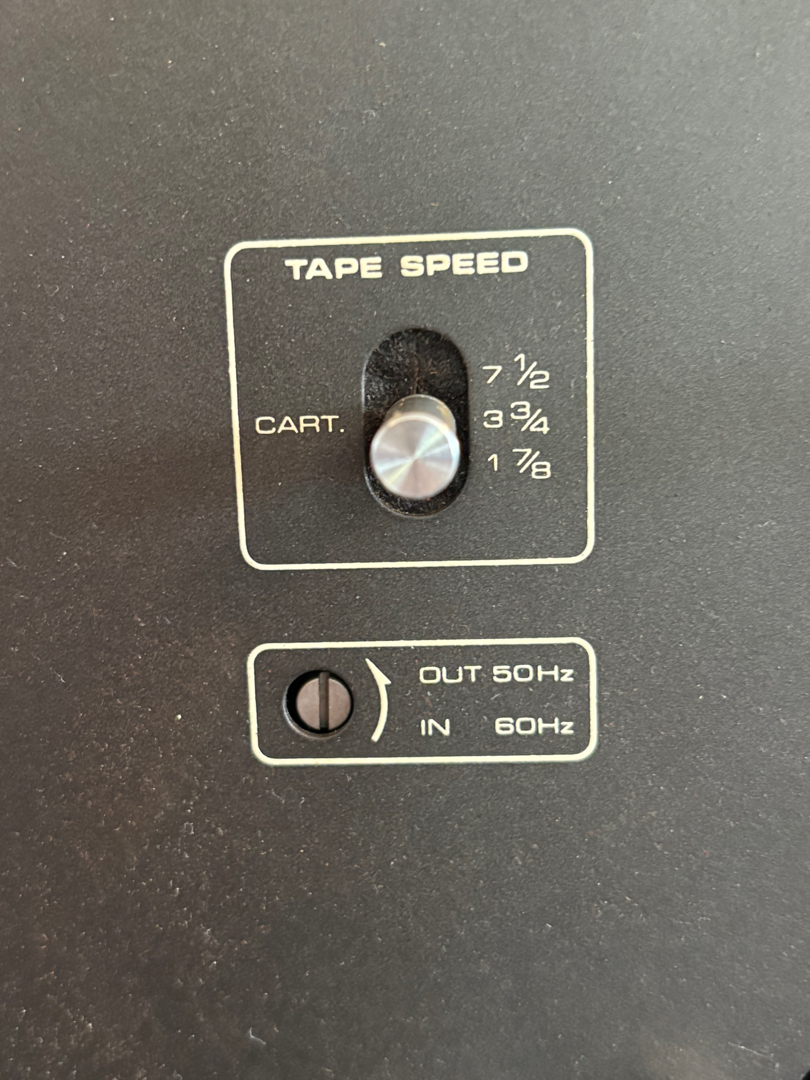 TAPE SPEED
7 1/2
CART. 3 3/4
1 7/8
OUT 50Hz
IN 60Hz